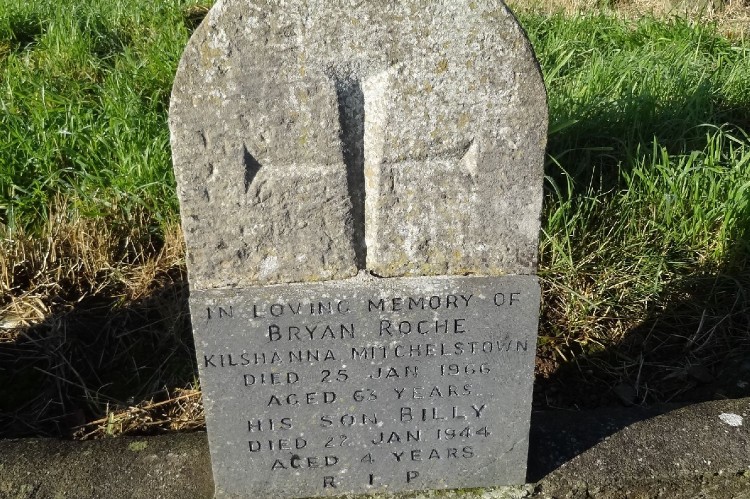 IN LOVING MEMORY OF
BRYAN ROCHE
KILSHANNA MITCHELSTOWN
DIED 25 JAN 1966
AGED 63 YEARS
HIS SON BILLY
DIED 22 JAN 1944
AGED 4 YEARS
R I P